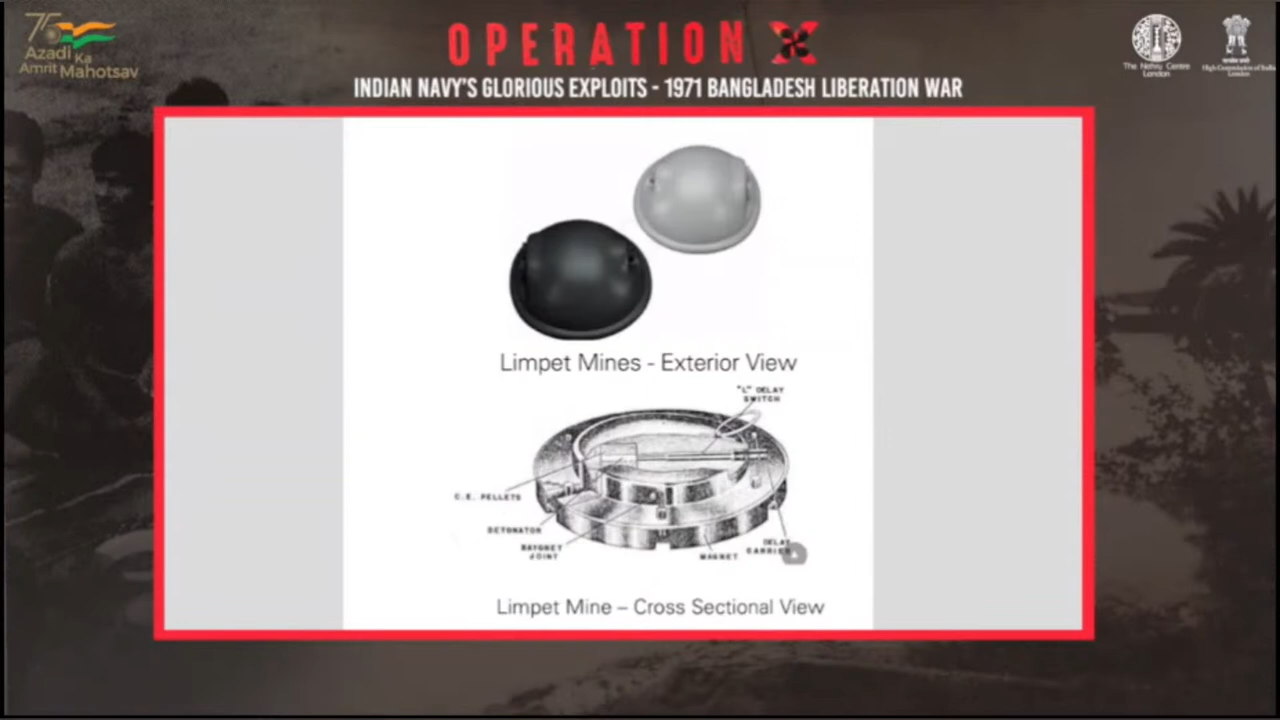 75
Azadi Ka
Amrit Mahotsav
OPERATION X
INDIAN NAVY'S GLORIOUS EXPLOITS - 1971 BANGLADESH LIBERATION WAR
The Nehru Centre
London
High Commission of India
London
Limpet Mines - Exterior View
"L" DELAY
SWITCH
C.E. PELLETS
DETONATOR
BAYONET
JOINT
MAGNET
DELAY
CARRIER
Limpet Mine – Cross Sectional View